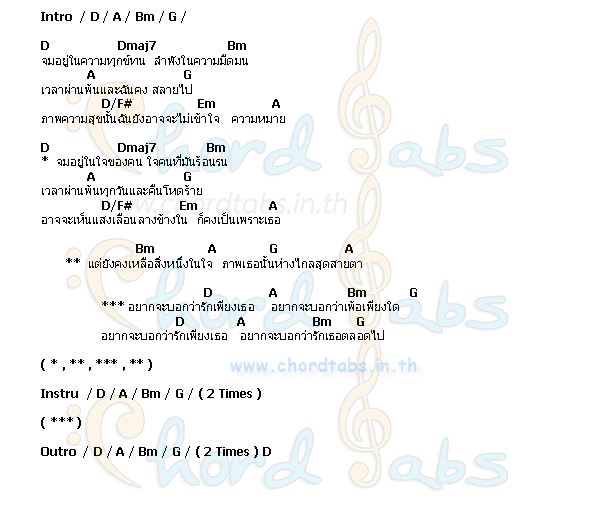 Intro / D / A / Bm / G /
D Dmaj7 Bm
จมอยู่ในความทุกข์ทน ลำพังในความมืดมน
A G
เวลาผ่านพ้นและฉันคง สลายไป
D/F# Em A
ภาพความสุขนั้นฉันยังอาจจะไม่เข้าใจ ความหมาย
D Dmaj7 Bm
* จมอยู่ในใจของคน ใจคนที่มันร้อนรน
A G
เวลาผ่านพ้นทุกวันและคืนโหดร้าย
D/F# Em A
อาจจะเห็นแสงเลือนลางข้างใน ก็คงเป็นเพราะเธอ
Bm A G A
** แต่ยังคงเหลือสิ่งหนึ่งในใจ ภาพเธอนั้นห่างไกลสุดสายตา
D A Bm G
*** อยากจะบอกว่ารักเพียงเธอ อยากจะบอกว่าเพ้อเพียงใด
D A Bm G
อยากจะบอกว่ารักเพียงเธอ อยากจะบอกว่ารักเธอตลอดไป
( * , ** , *** , ** )
Instru / D / A / Bm / G / ( 2 Times )
( *** )
Outro / D / A / Bm / G / ( 2 Times ) D
Chord Tabs
www.chordtabs.in.th
www.chordtabs.in.th
Chord Tabs